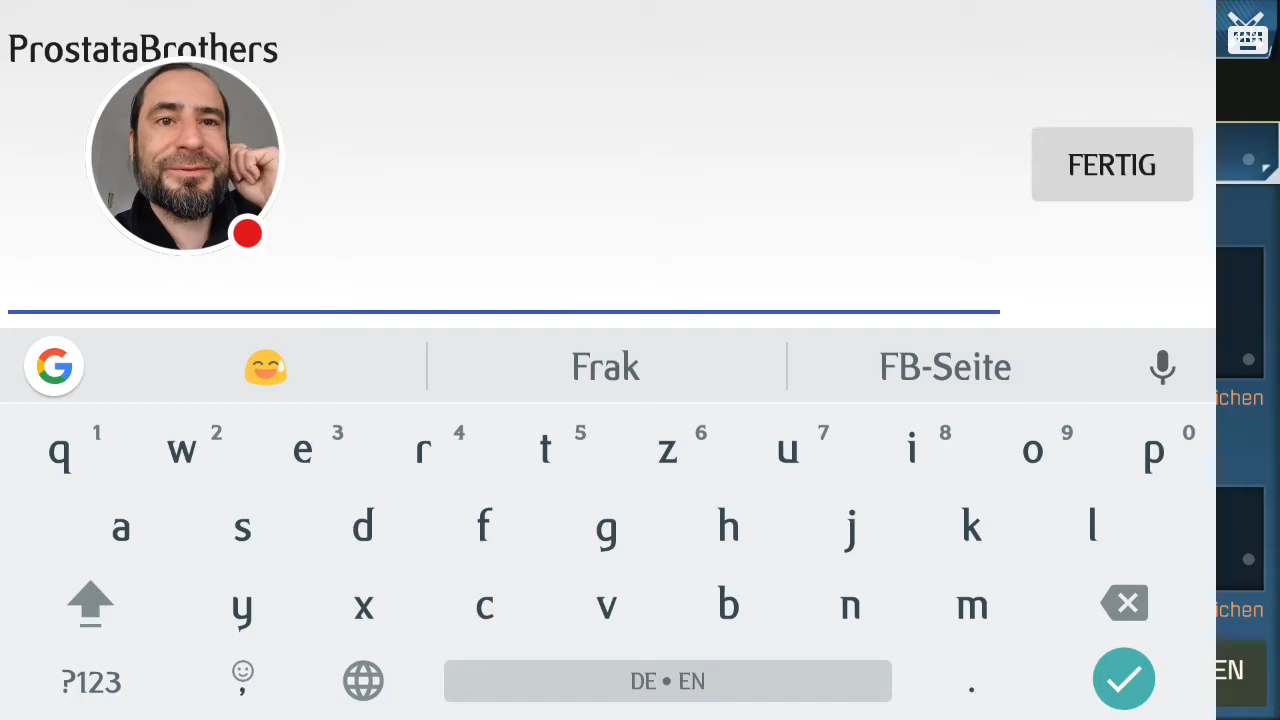 ProstataBrothers
FERTIG
Frak
FB-Seite
q 1 w 2 e 3 r 4 t 5 z 6 u 7 i 8 o 9 p 0
a s d f g h j k l
y x c v b n m
?123 , DE • EN .
ichen
ichen
EN